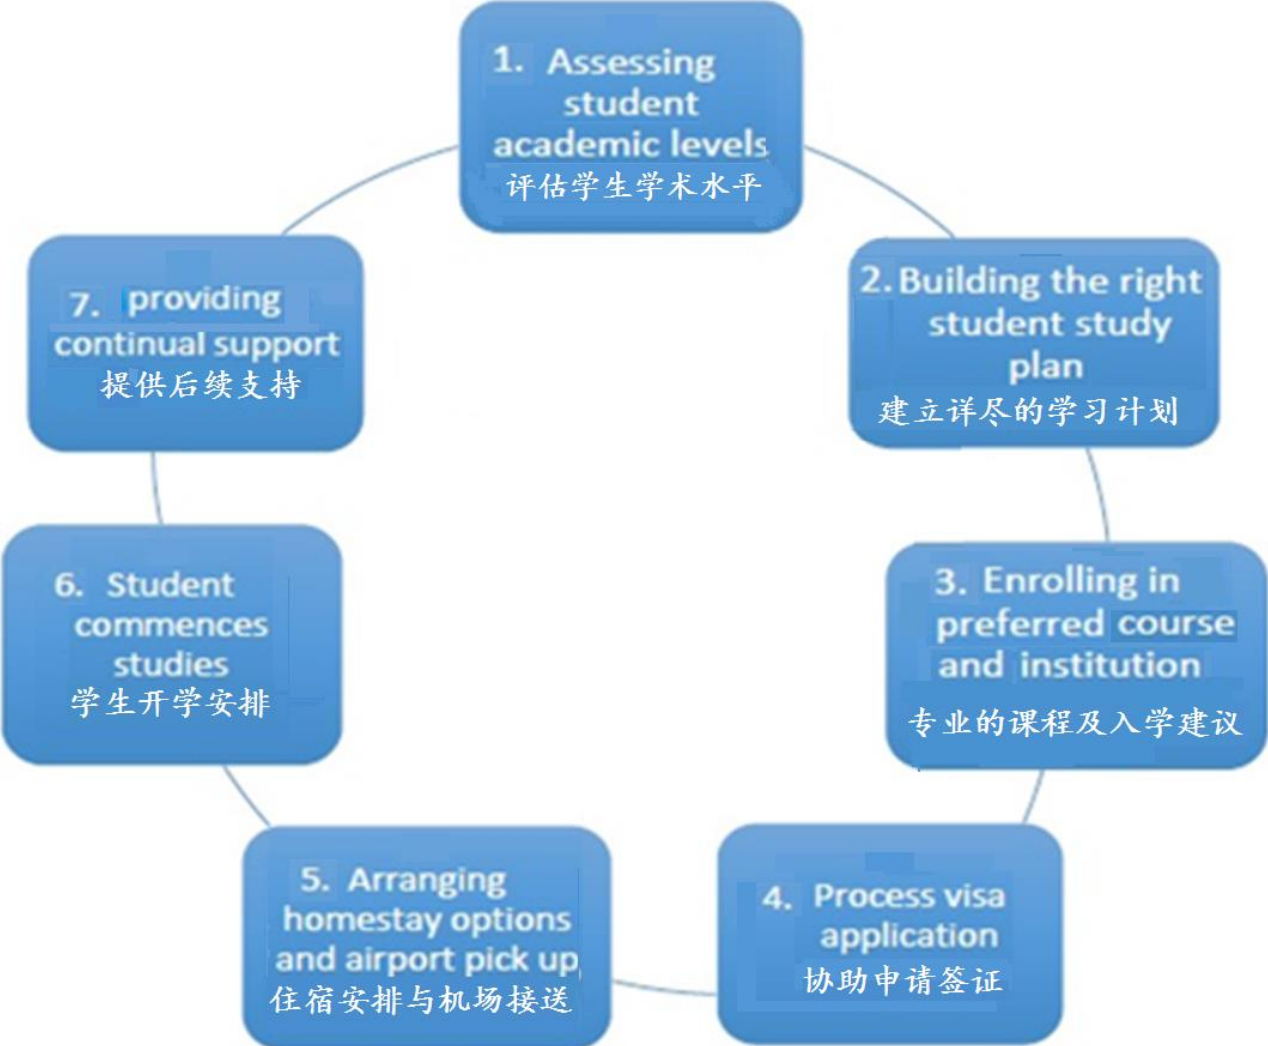 1. Assessing
student
academic levels
评估学生学术水平
2. Building the right
student study
plan
建立详尽的学习计划
3. Enrolling in
preferred course
and institution
专业的课程及入学建议
4. Process visa
application
协助申请签证
5. Arranging
homestay options
and airport pick up
住宿安排与机场接送
6. Student
commences
studies
学生开学安排
7. providing
continual support
提供后续支持